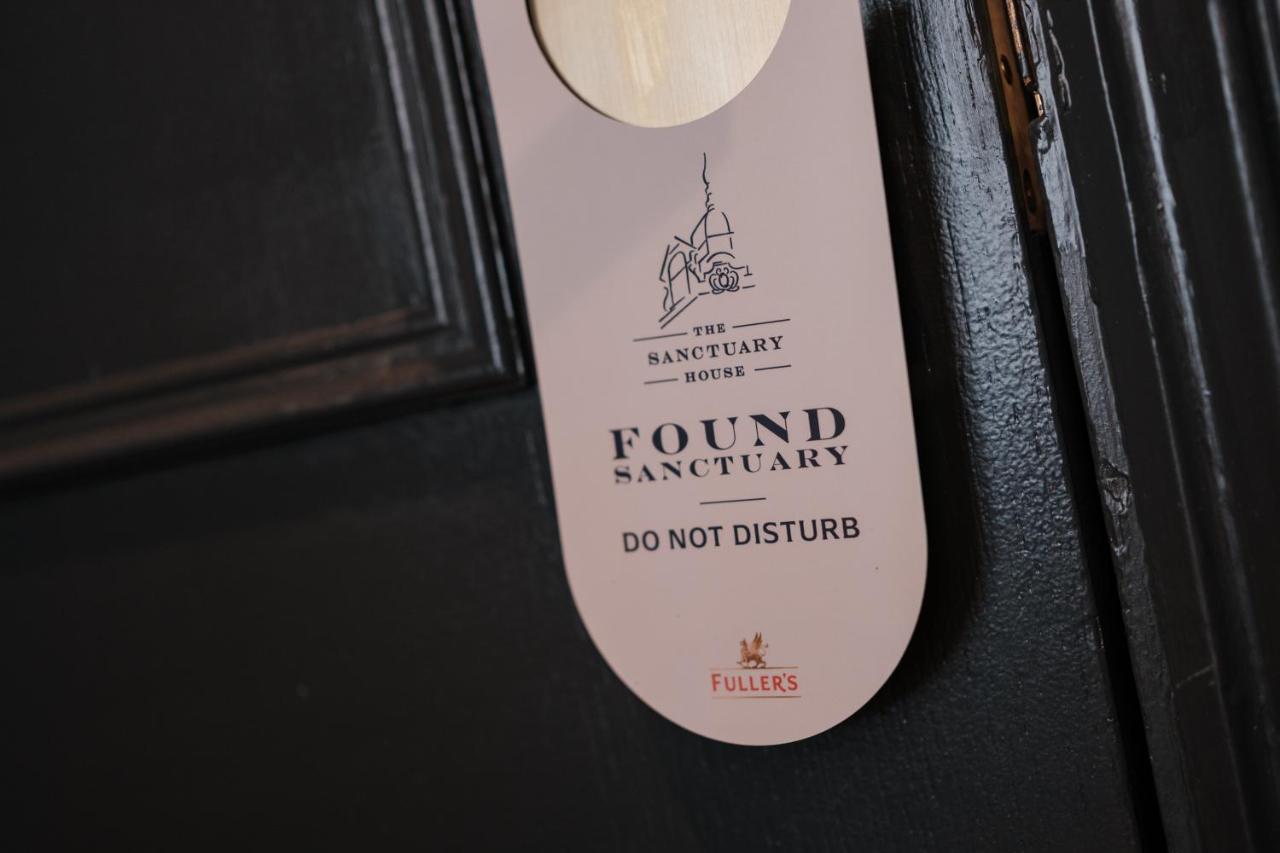 THE
SANCTUARY
HOUSE
FOUND
SANCTUARY
DO NOT DISTURB
FULLER'S